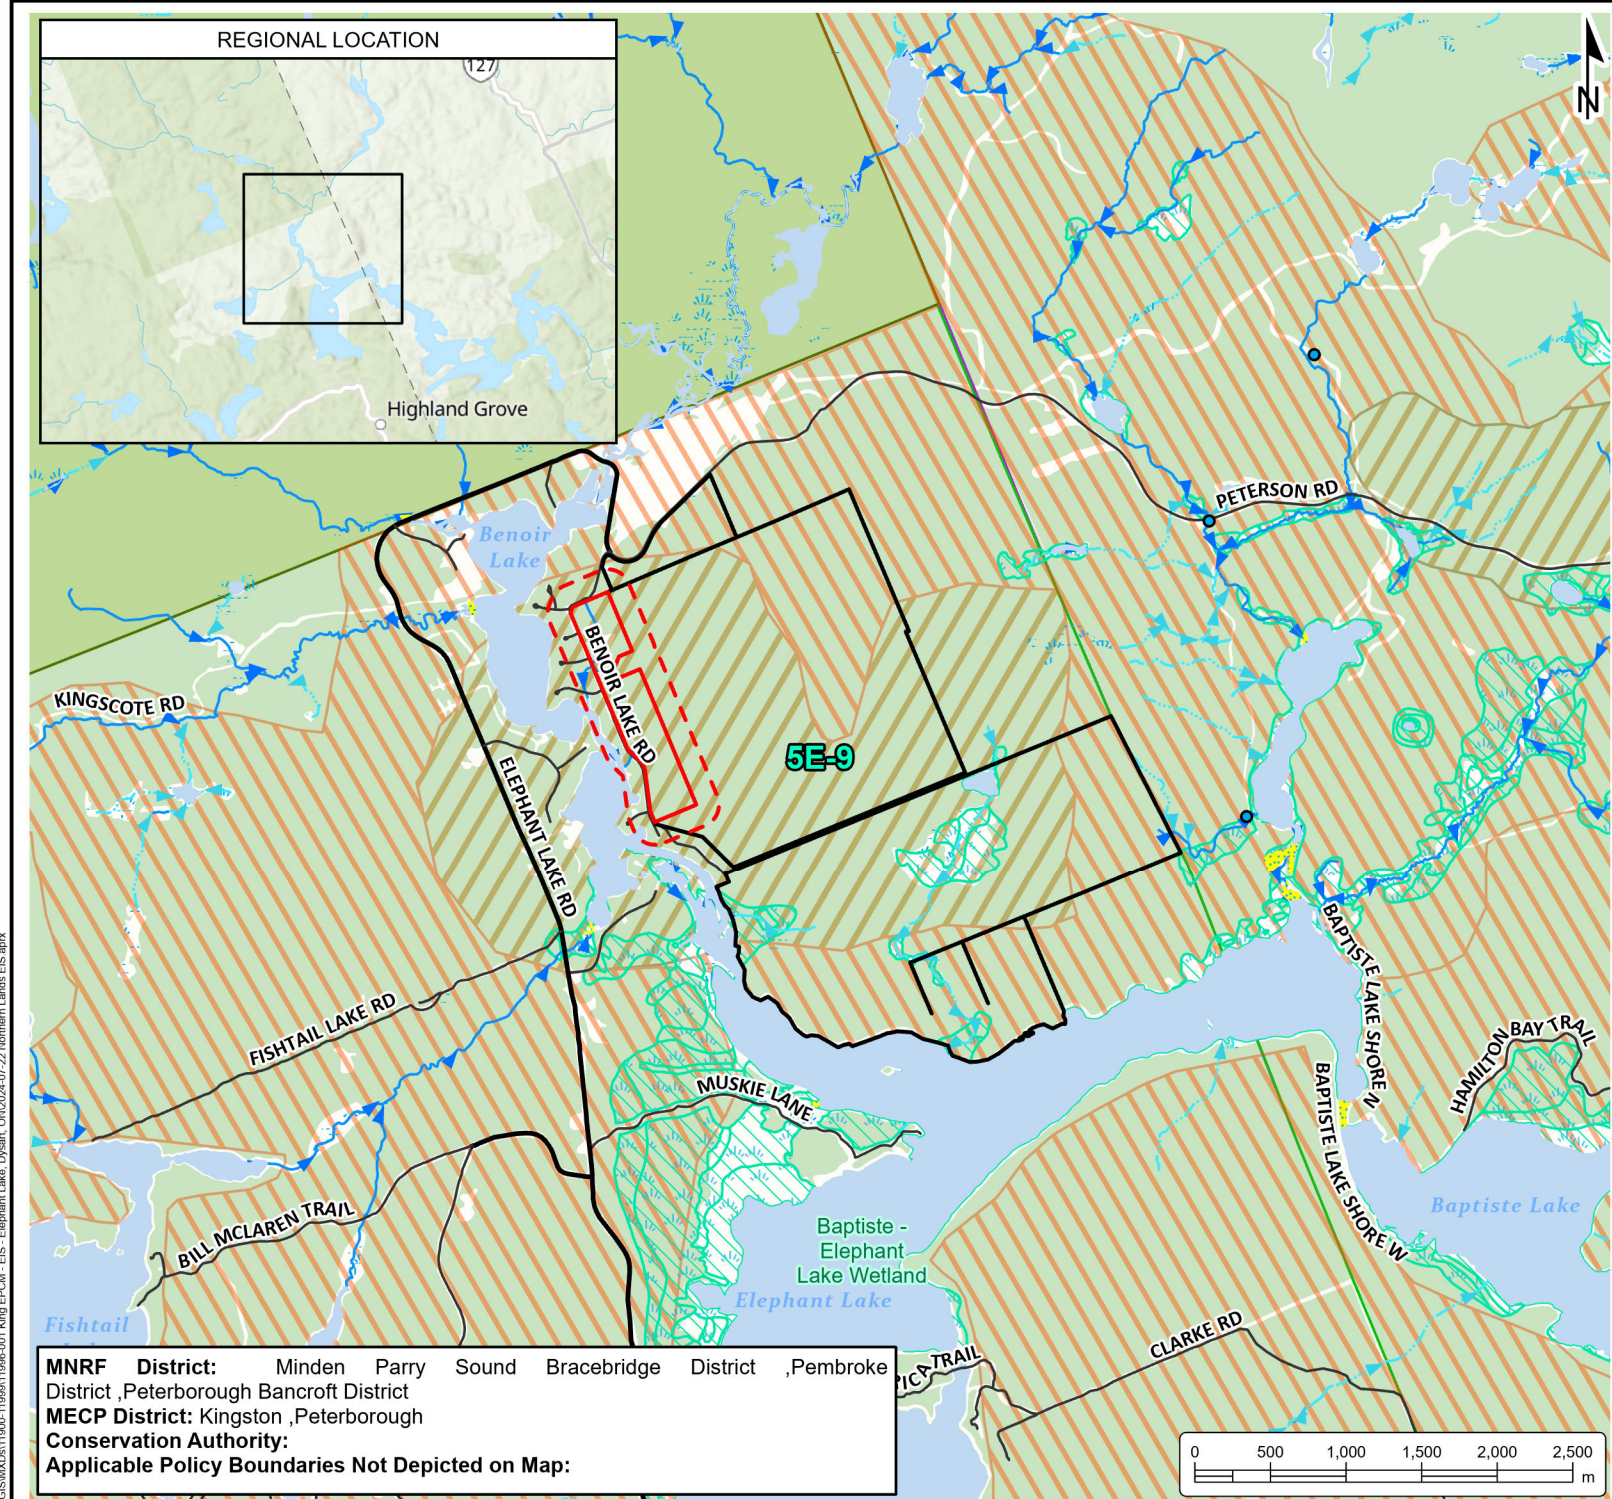 REGIONAL LOCATION
127
Highland Grove
N
Benoir
Lake
PETERSON RD
BENOIR LAKE RD
KINGSCOTE RD
5E-9
ELEPHANT LAKE RD
FISHTAIL LAKE RD
BAPTISTE LAKE SHORE N
HAMILTON BAY TRAIL
MUSKIE LANE
BAPTISTE LAKE SHORE W
BILL MCLAREN TRAIL
Baptiste Lake
Baptiste -
Elephant
Lake Wetland
Elephant Lake
Fishtail
CLARKE RD
TRAIL
MNRF District: Minden Parry Sound Bracebridge District ,Pembroke
District ,Peterborough Bancroft District
MECP District: Kingston ,Peterborough
Conservation Authority:
Applicable Policy Boundaries Not Depicted on Map:
0 500 1,000 1,500 2,000 2,500
m